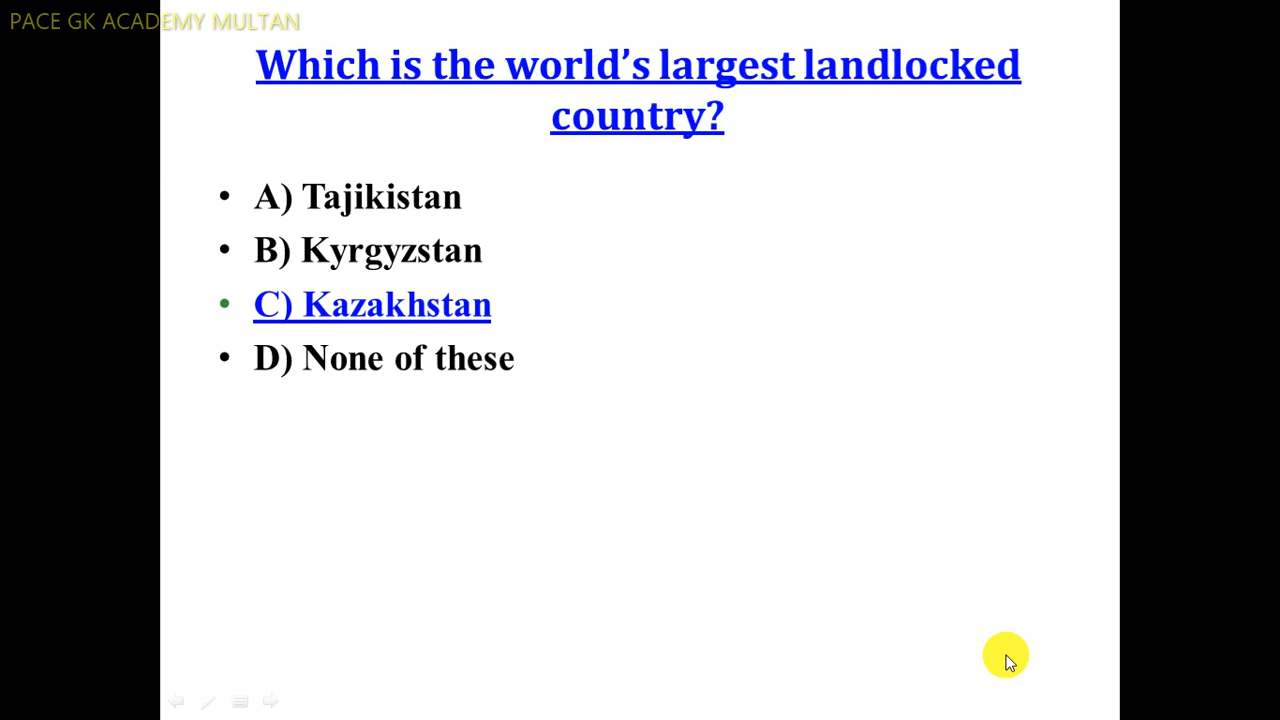 PACE GK ACADEMY MULTAN
Which is the world’s largest landlocked
country?
• A) Tajikistan
• B) Kyrgyzstan
• C) Kazakhstan
• D) None of these